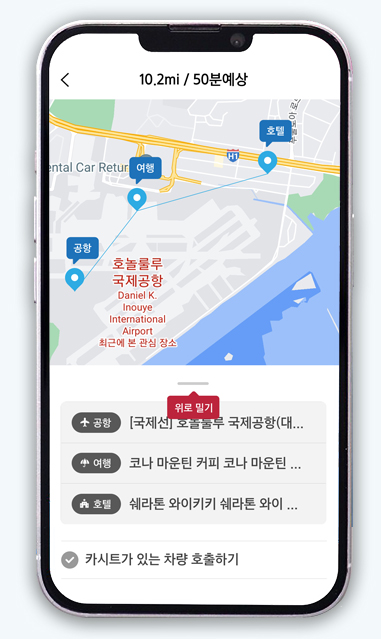 10.2mi / 50분예상
호텔
H1
ental Car Retur
여행
공항
호놀룰루
국제공항
Daniel K.
Inouye
International
Airport
최근에 본 관심 장소
위로 밀기
공항 [국제선] 호놀룰루 국제공항(대...
여행 코나 마운틴 커피 코나 마운틴 ...
호텔 쉐라톤 와이키키 쉐라톤 와이 ...
카시트가 있는 차량 호출하기